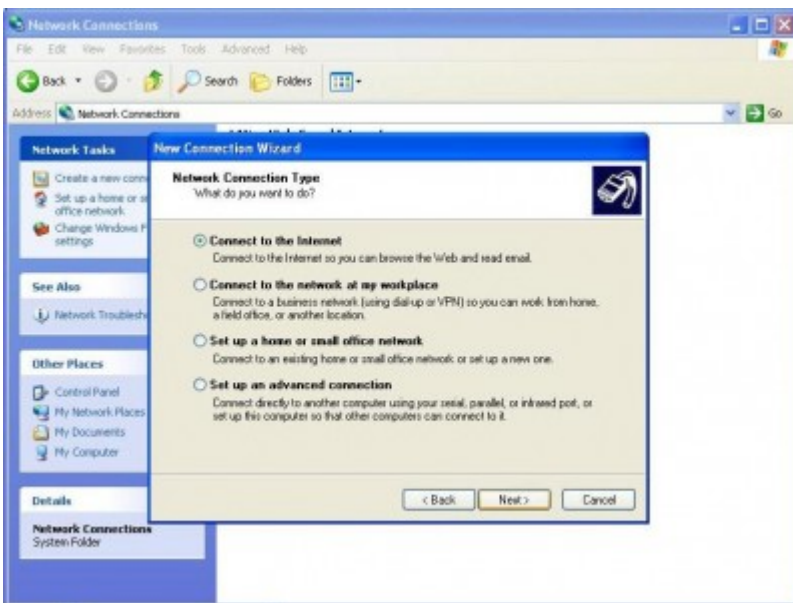 Network Connections
File Edit View Favorites Tools Advanced Help
Back Search Folders
Address Network Connections Go
Network Tasks
Create a new conn
Set up a home or s
office network
Change Windows F
settings
See Also
Network Troublesh
Other Places
Control Panel
My Network Places
My Documents
My Computer
Details
Network Connections
System Folder
New Connection Wizard
Network Connection Type
What do you want to do?
Connect to the Internet
Connect to the Internet so you can browse the Web and read email.
Connect to the network at my workplace
Connect to a business network (using dial-up or VPN) so you can work from home,
a field office, or another location.
Set up a home or small office network
Connect to an existing home or small office network or set up a new one.
Set up an advanced connection
Connect directly to another computer using your serial, parallel, or infrared port, or
set up this computer so that other computers can connect to it.
< Back Next > Cancel